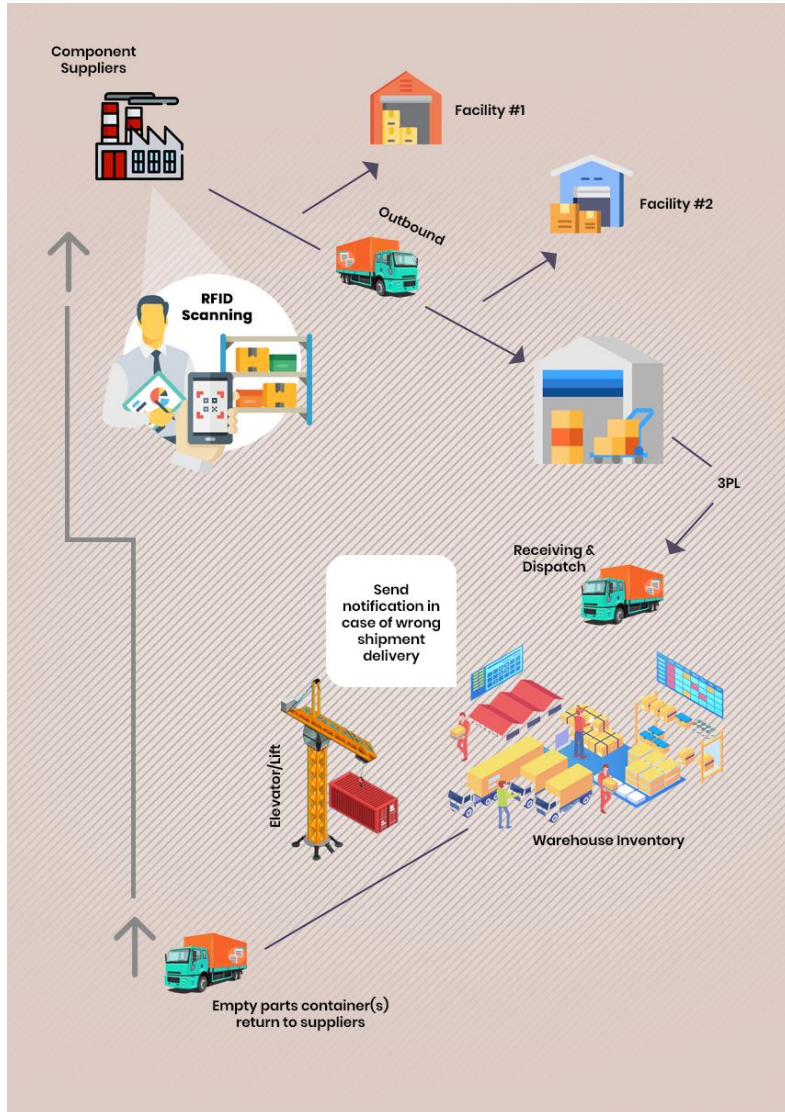 Component
Suppliers
Facility #1
Facility #2
Outbound
RFID
Scanning
3PL
Receiving &
Dispatch
Send
notification in
case of wrong
shipment
delivery
Elevator/Lift
Warehouse Inventory
Empty parts container(s)
return to suppliers